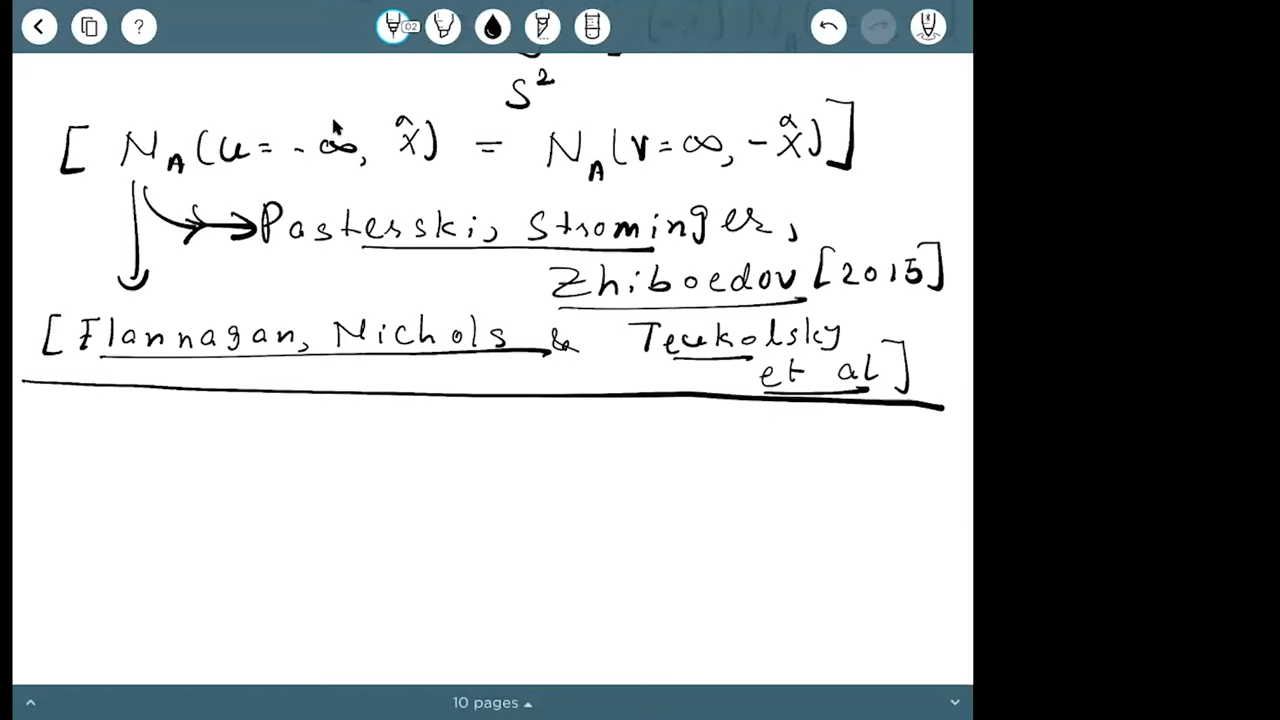 S²
[ N_A(u = -∞, x̂) = N_A(v = ∞, -x̂) ]
Pasterski, Strominger,
Zhiboedov [2015]
[Flannagan, Nichols & Teukolsky
et al]
10 pages